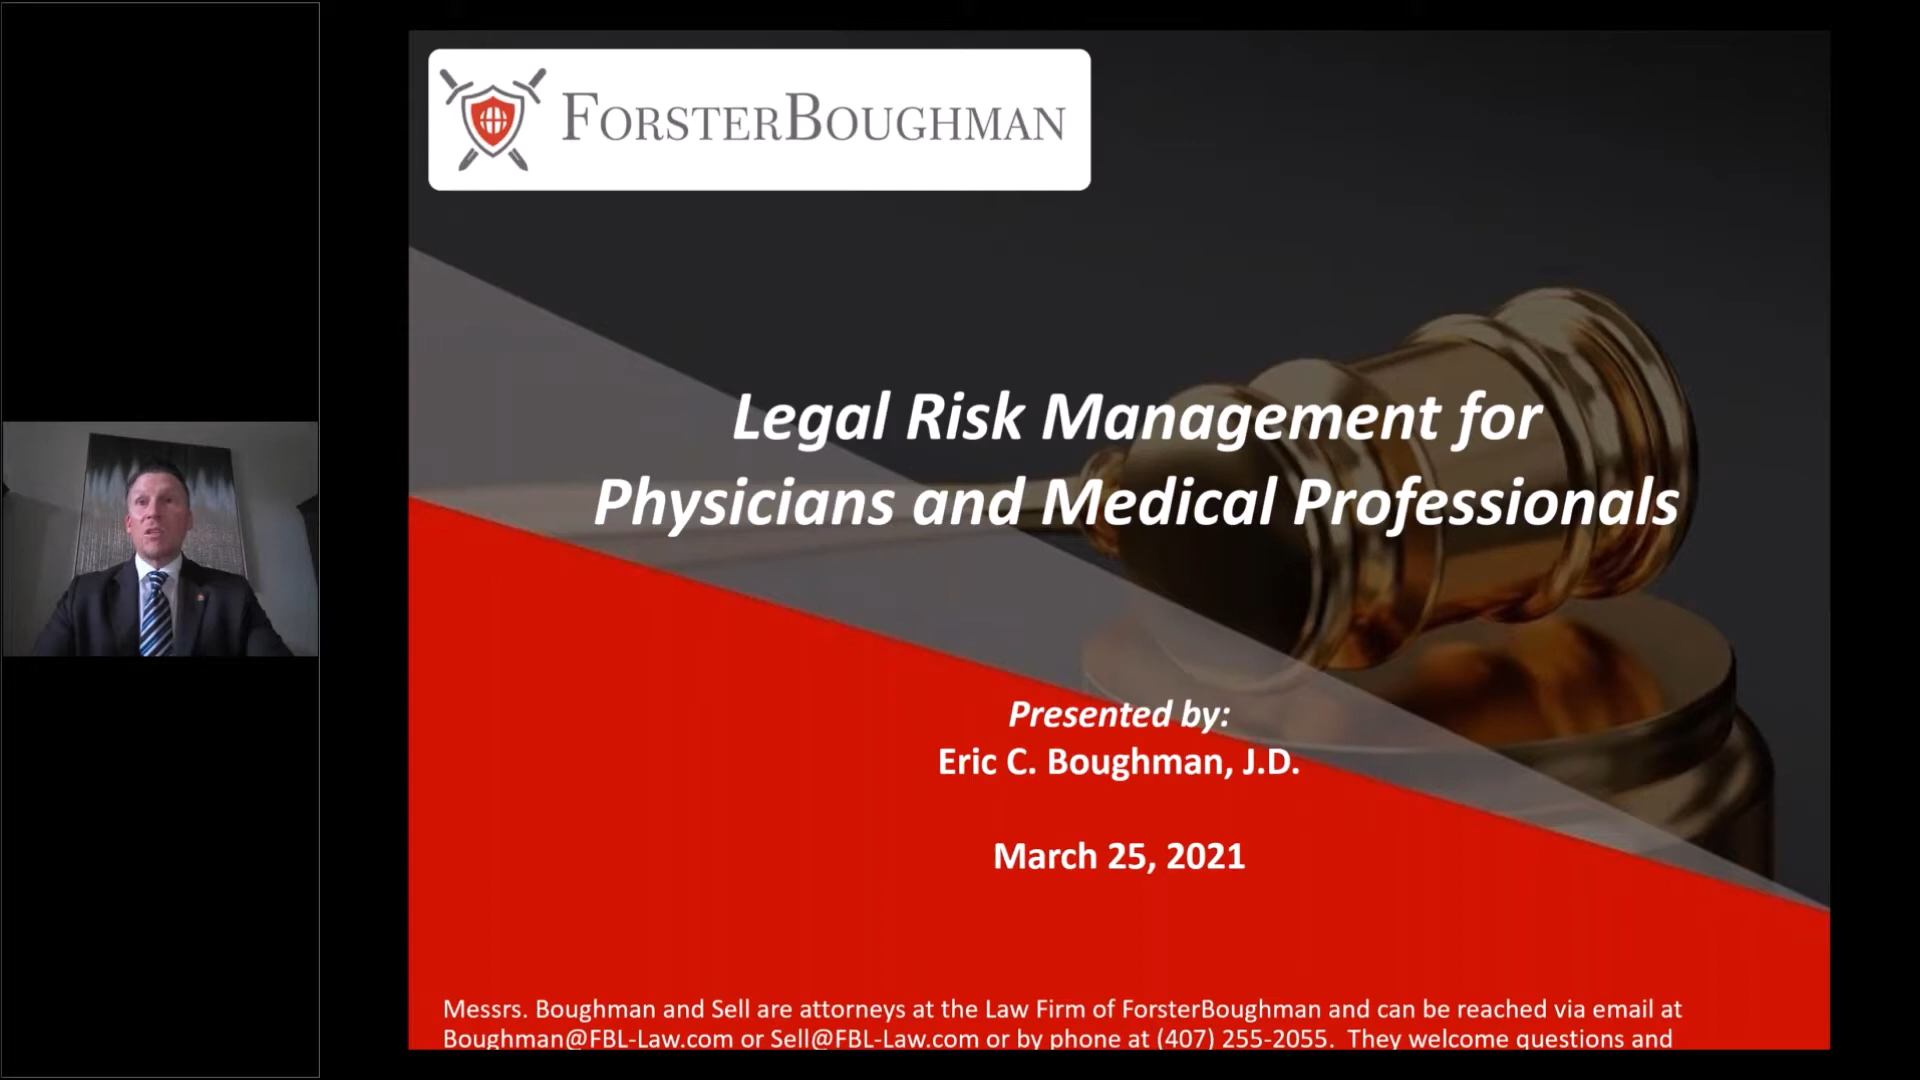 FORSTERBOUGHMAN
Legal Risk Management for
Physicians and Medical Professionals
Presented by:
Eric C. Boughman, J.D.
March 25, 2021
Messrs. Boughman and Sell are attorneys at the Law Firm of ForsterBoughman and can be reached via email at
Boughman@FBL-Law.com or Sell@FBL-Law.com or by phone at (407) 255-2055. They welcome questions and